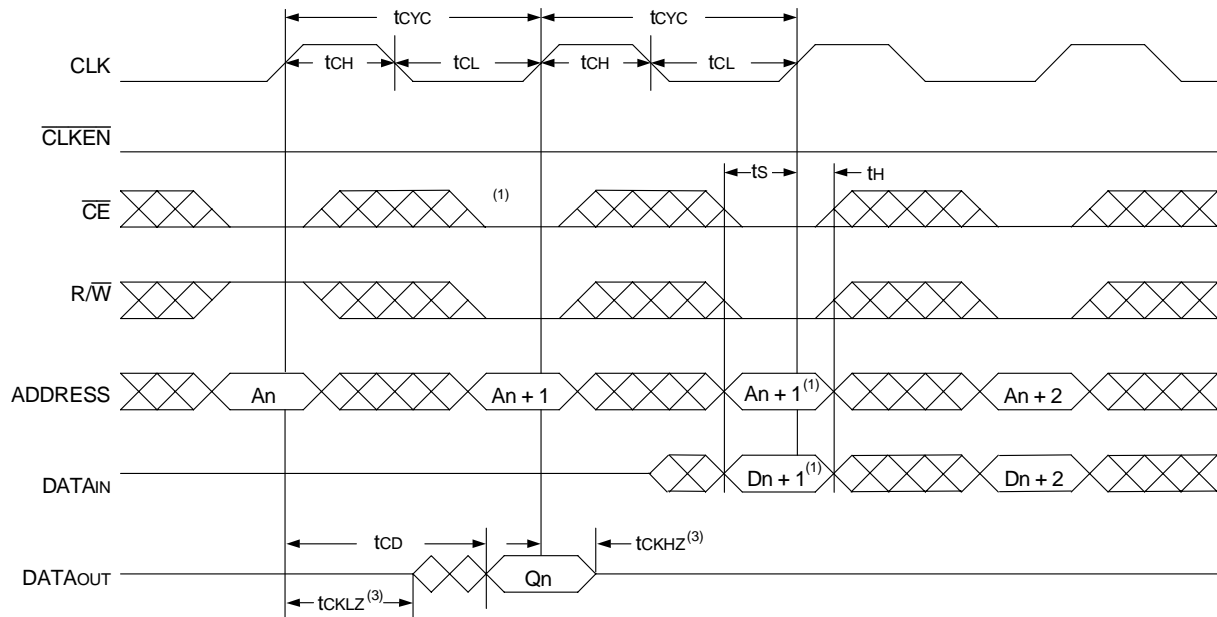 tCYC tCYC
CLK tCH tCL tCH tCL
CLKEN
tS tH
CE (1)
R/W
ADDRESS An An + 1 An + 1(1) An + 2
DATAIN Dn + 1(1) Dn + 2
tCD tCKHZ(3)
DATAOUT Qn
tCKLZ(3)